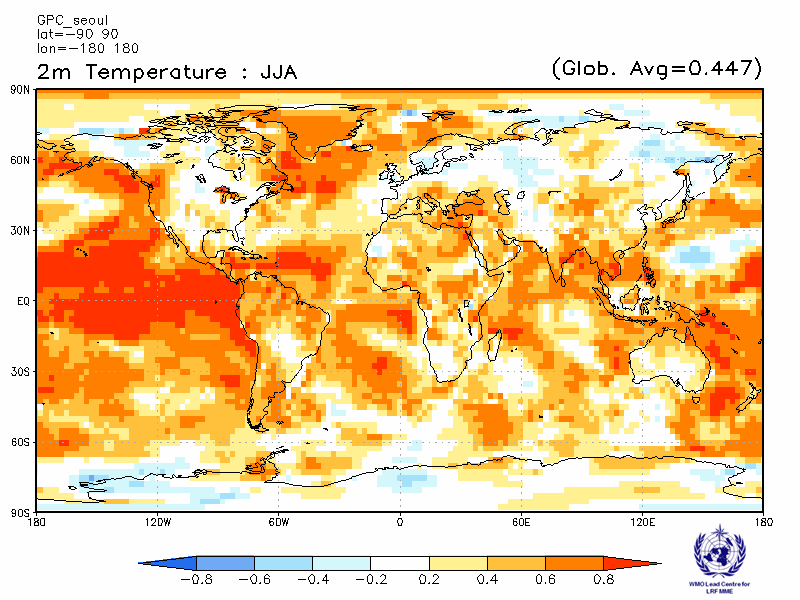 GPC_seoul
lat=-90 90
lon=-180 180
2m Temperature : JJA (Glob. Avg=0.447)
90N
60N
30N
EQ
30S
60S
90S
180 120W 60W 0 60E 120E 180
-0.8 -0.6 -0.4 -0.2 0.2 0.4 0.6 0.8
WMO Lead Centre for
LRF MME